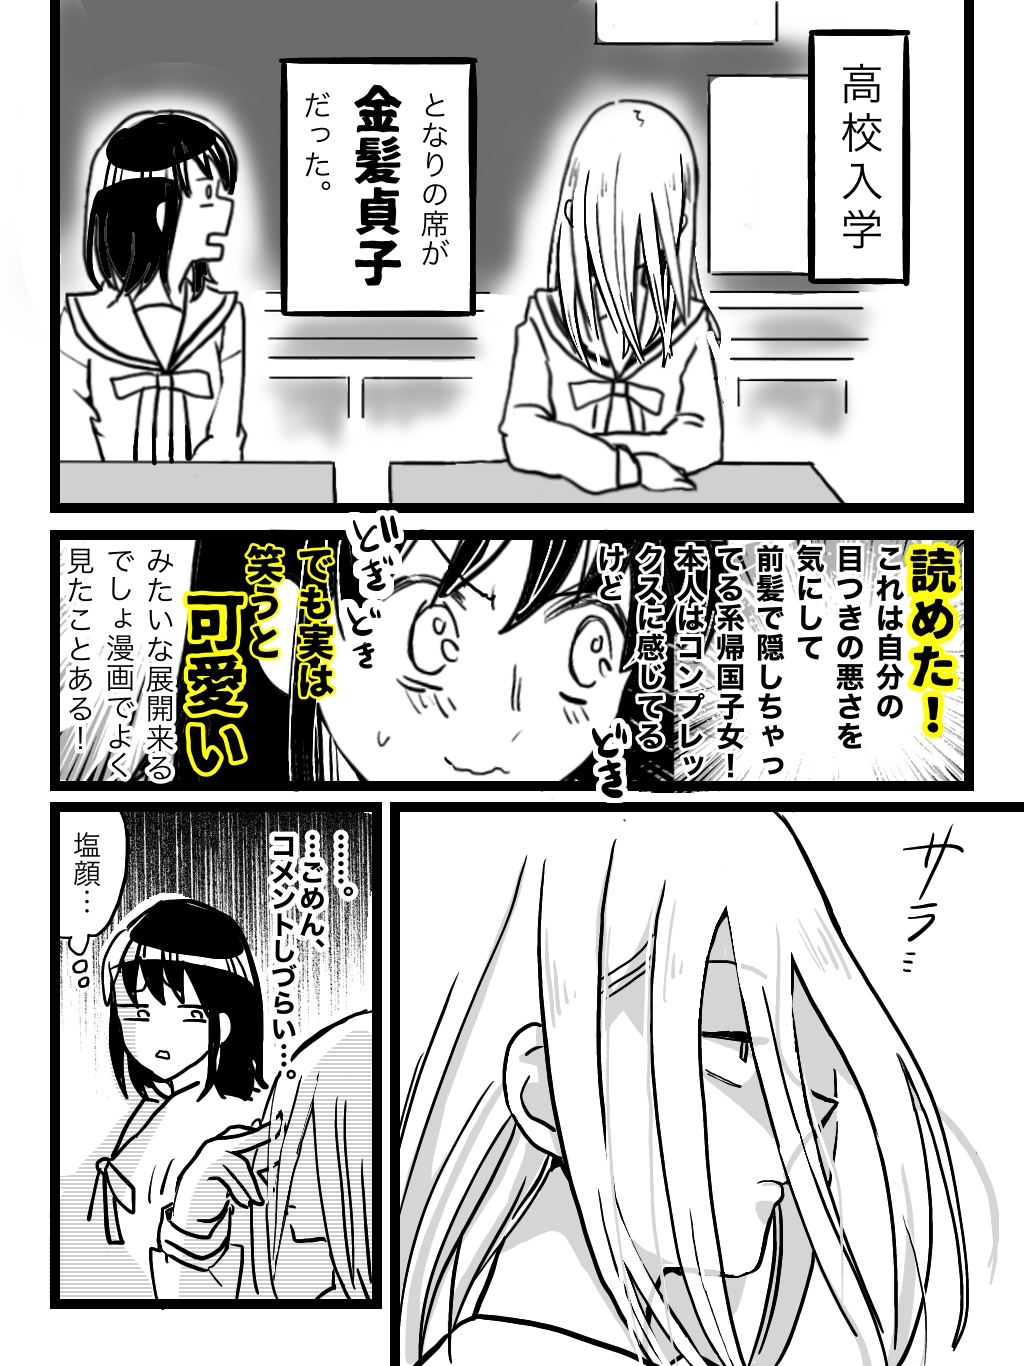 高校入学
となりの席が
金髪貞子
だった。
読めた！
これは自分の
目つきの悪さを
気にして
前髪で隠しちゃっ
てる系帰国子女！
本人はコンプレッ
クスに感じてる
けど
どぎ
どき
どき
でも実は
笑うと
可愛い
みたいな展開来る
でしょ漫画でよく
見たことある！
サラ…
……。
…ごめん、
コメントしづらい…。
塩顔…